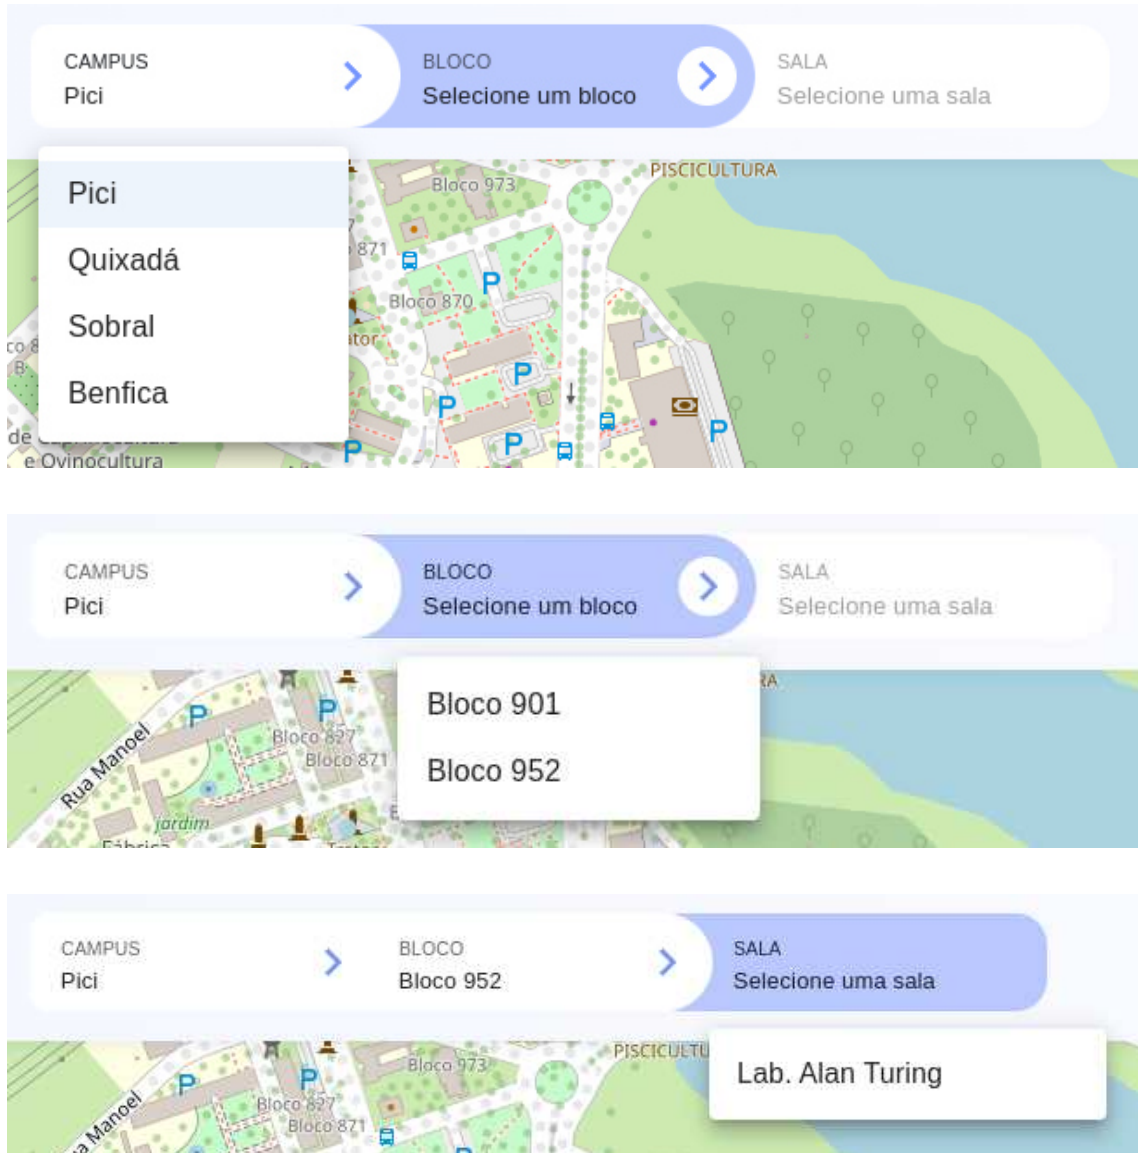 CAMPUS
Pici
BLOCO
Selecione um bloco
SALA
Selecione uma sala
Pici
Quixadá
Sobral
Benfica
PISCICULTURA
Bloco 973
871
Bloco 870
P
P
P
P
P
P
e Ovinocultura
CAMPUS
Pici
BLOCO
Selecione um bloco
SALA
Selecione uma sala
Bloco 901
Bloco 952
P
P
Rua Manoel
Bloco 827
Bloco 871
jardim
CAMPUS
Pici
BLOCO
Bloco 952
SALA
Selecione uma sala
Lab. Alan Turing
Bloco 973
P
P
Manoel
Bloco 827
Bloco 871